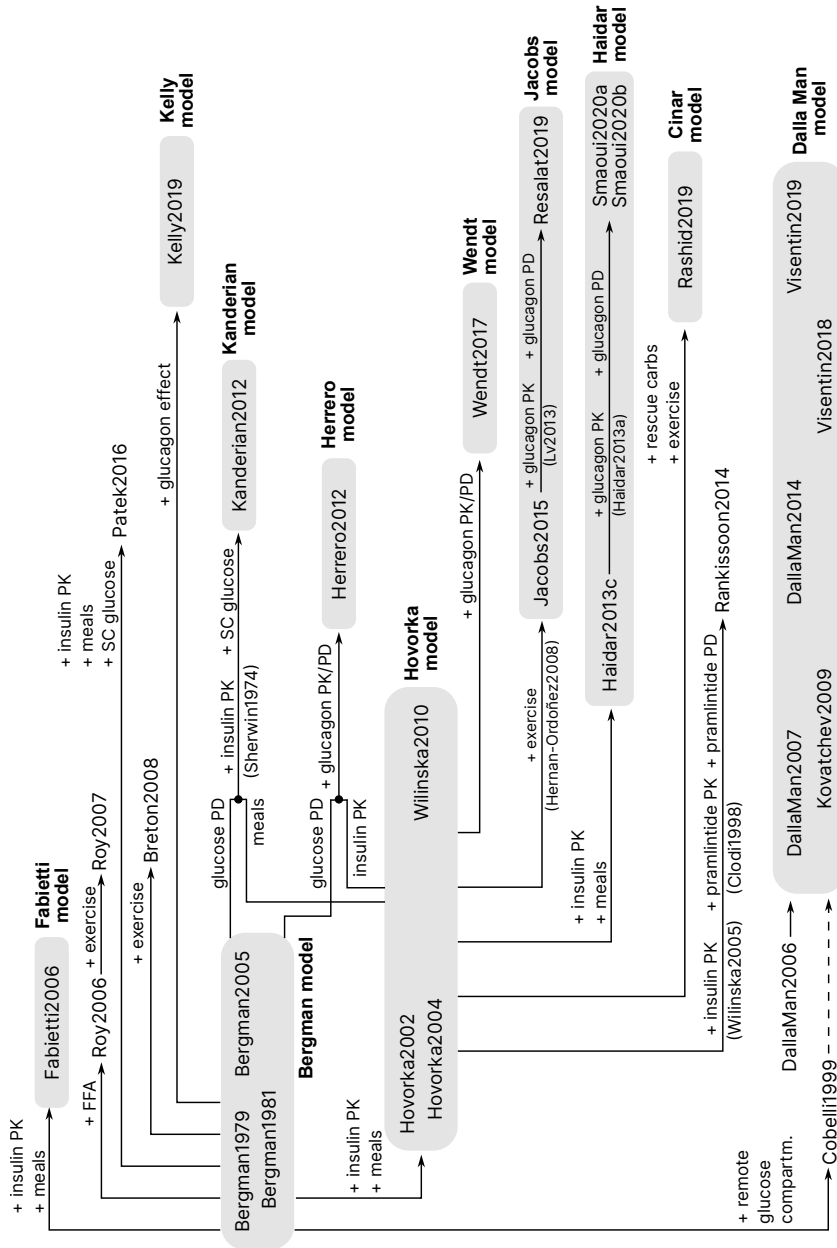 + insulin PK
+ meals
Fabietti2006
Fabietti
model
+ FFA
Roy2006
+ exercise
Roy2007
+ exercise
Breton2008
+ insulin PK
+ meals
+ SC glucose
Patek2016
+ glucagon effect
Kelly2019
Kelly
model
Bergman1979
Bergman1981
Bergman2005
Bergman model
glucose PD
meals
+ insulin PK
(Sherwin1974)
+ SC glucose
Kanderian2012
Kanderian
model
glucose PD
insulin PK
+ glucagon PK/PD
Herrero2012
Herrero
model
+ insulin PK
+ meals
Hovorka2002
Hovorka2004
Wilinska2010
Hovorka
model
+ glucagon PK/PD
Wendt2017
Wendt
model
+ exercise
(Hernan-Ordoñez2008)
Jacobs2015
+ glucagon PK
(Lv2013)
+ glucagon PD
Resalat2019
Jacobs
model
+ insulin PK
+ meals
Haidar2013c
+ glucagon PK
(Haidar2013a)
+ glucagon PD
Smaoui2020a
Smaoui2020b
Haidar
model
+ rescue carbs
+ exercise
Rashid2019
Cinar
model
+ insulin PK
(Wilinska2005)
+ pramlintide PK
(Clodi1998)
+ pramlintide PD
Rankissoon2014
+ remote
glucose
compartm.
Cobelli1999
DallaMan2006
DallaMan2007
Kovatchev2009
DallaMan2014
Visentin2018
Visentin2019
Dalla Man
model